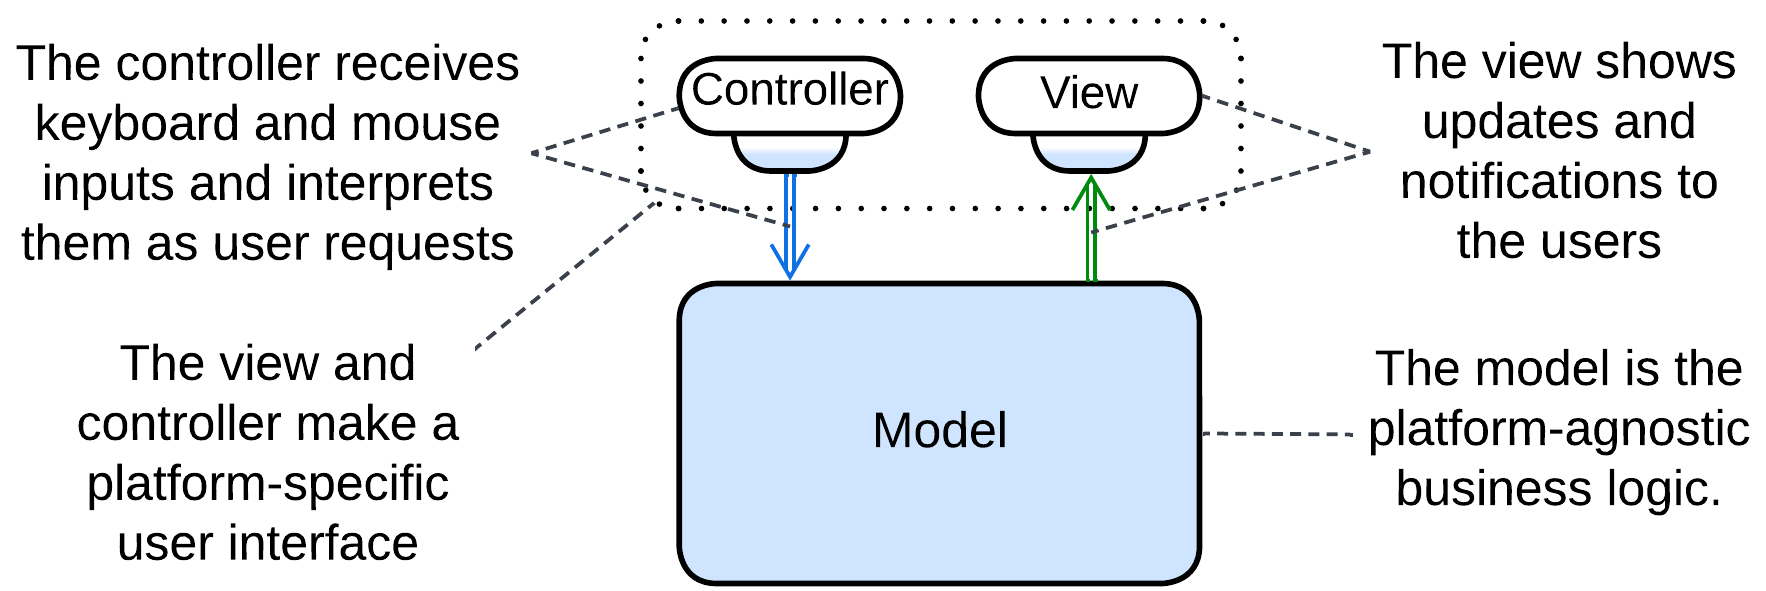 The controller receives
keyboard and mouse
inputs and interprets
them as user requests
Controller
View
The view shows
updates and
notifications to
the users
The view and
controller make a
platform-specific
user interface
Model
The model is the
platform-agnostic
business logic.